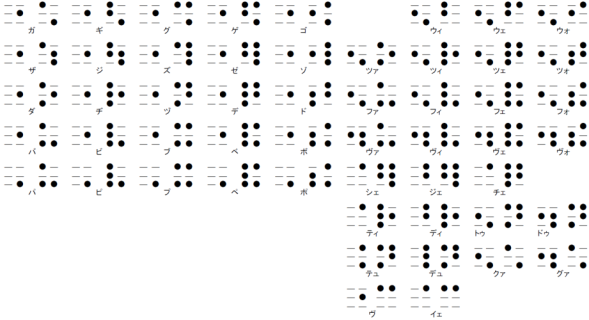 ガ ギ グ ゲ ゴ ウィ ウェ ウォ
ザ ジ ズ ゼ ゾ ツァ ツィ ツェ ツォ
ダ ヂ ヅ デ ド ファ フィ フェ フォ
バ ビ ブ ベ ボ ヴァ ヴィ ヴェ ヴォ
パ ピ プ ペ ポ シェ ジェ チェ
ティ ディ トゥ ドゥ
テュ デュ クァ グァ
ヴ イェ